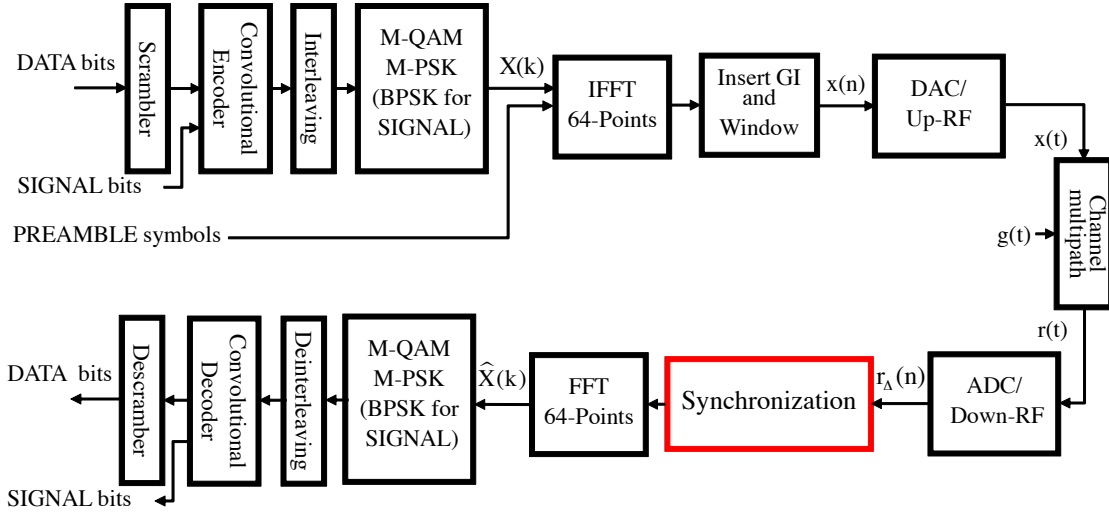 DATA bits
Scrambler
Convolutional
Encoder
Interleaving
M-QAM
M-PSK
(BPSK for
SIGNAL)
X(k)
IFFT
64-Points
Insert GI
and
Window
x(n)
DAC/
Up-RF
x(t)
SIGNAL bits
PREAMBLE symbols
g(t)
Channel
multipath
r(t)
DATA bits
Descramber
Convolutional
Decoder
Deinterleaving
M-QAM
M-PSK
(BPSK for
SIGNAL)
X̂(k)
FFT
64-Points
Synchronization
r_Δ(n)
ADC/
Down-RF
SIGNAL bits